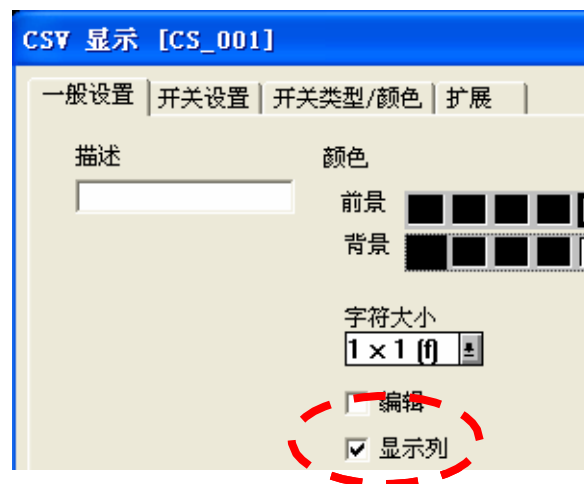 CSV 显示 [CS_001]
一般设置 开关设置 开关类型/颜色 扩展
描述
颜色
前景
背景
字符大小
1 × 1 (f)
编辑
显示列